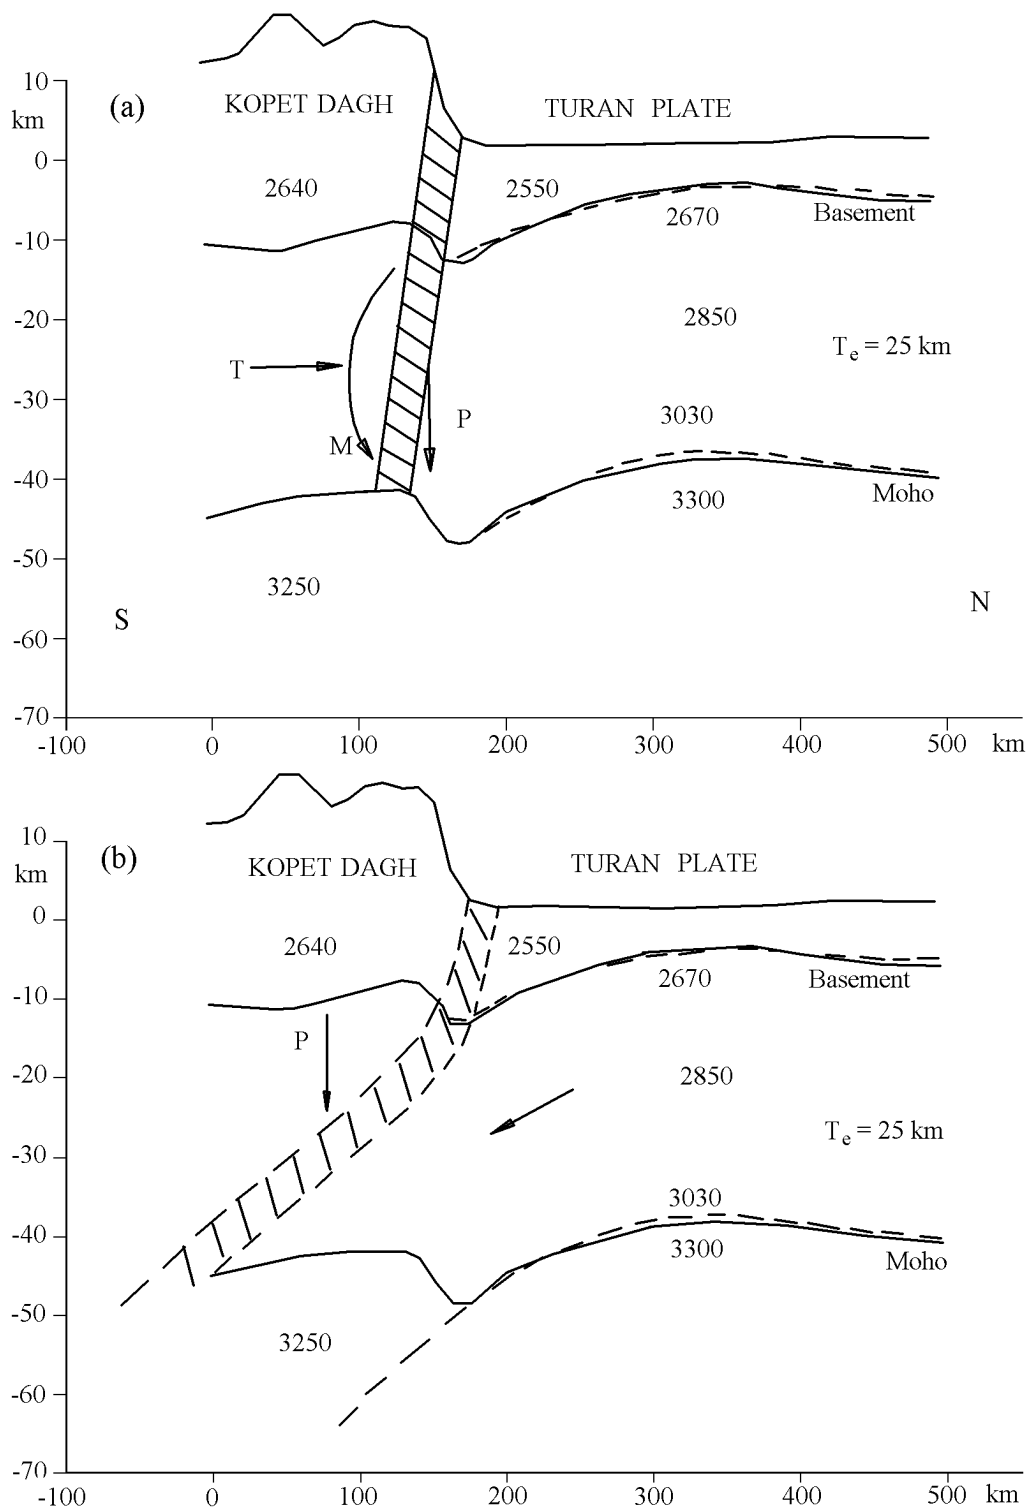 10
(a)
KOPET DAGH
TURAN PLATE
km
0
2640
2550
2670
Basement
-10
-20
2850
Te = 25 km
T
-30
P
3030
M
-40
3300
Moho
-50
3250
S
N
-60
-70
-100
0
100
200
300
400
500
km
10
(b)
KOPET DAGH
TURAN PLATE
km
0
2640
2550
2670
Basement
-10
P
-20
2850
Te = 25 km
-30
3030
-40
3300
Moho
-50
3250
-60
-70
-100
0
100
200
300
400
500
km